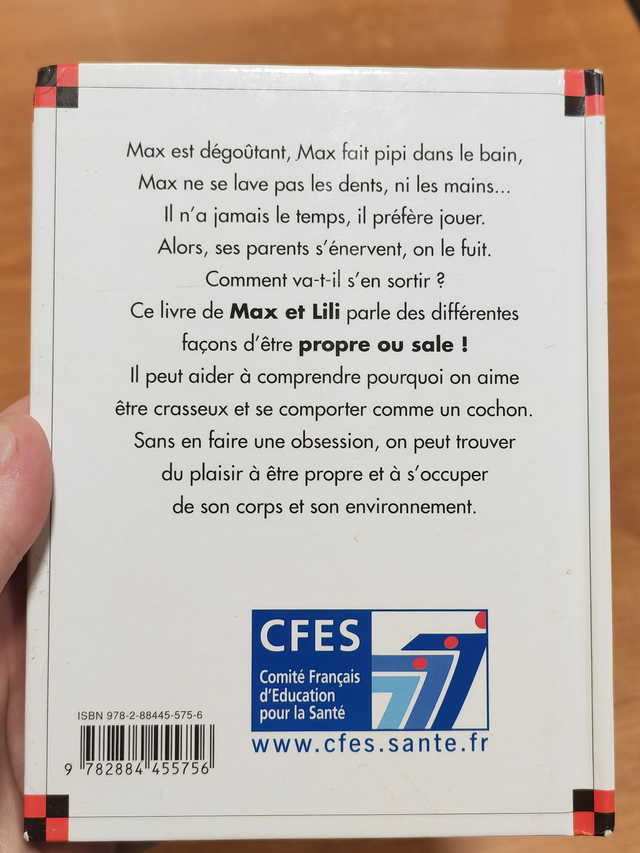 Max est dégoûtant, Max fait pipi dans le bain,
Max ne se lave pas les dents, ni les mains...
Il n'a jamais le temps, il préfère jouer.
Alors, ses parents s'énervent, on le fuit.
Comment va-t-il s'en sortir ?
Ce livre de Max et Lili parle des différentes
façons d'être propre ou sale !
Il peut aider à comprendre pourquoi on aime
être crasseux et se comporter comme un cochon.
Sans en faire une obsession, on peut trouver
du plaisir à être propre et à s'occuper
de son corps et son environnement.
CFES
Comité Français
d'Education
pour la Santé
www.cfes.sante.fr
ISBN 978-2-88445-575-6
9 782884 455756